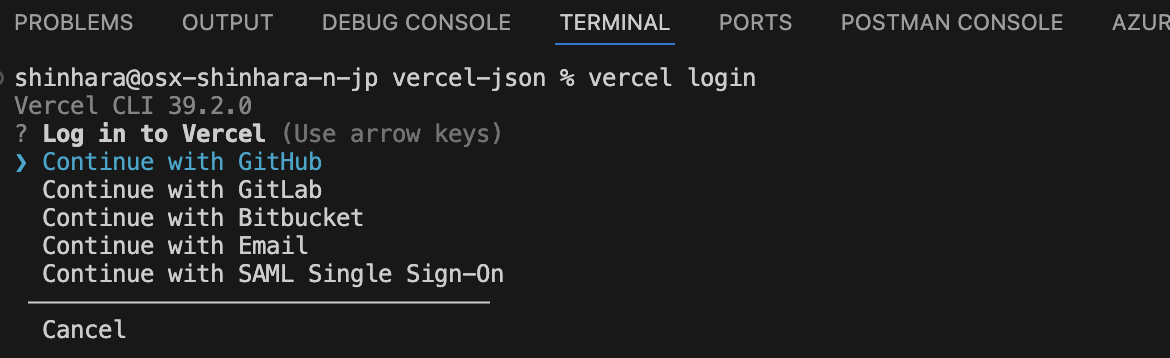 PROBLEMS OUTPUT DEBUG CONSOLE TERMINAL PORTS POSTMAN CONSOLE AZUR
shinhara@osx-shinhara-n-jp vercel-json % vercel login
Vercel CLI 39.2.0
? Log in to Vercel (Use arrow keys)
❯ Continue with GitHub
Continue with GitLab
Continue with Bitbucket
Continue with Email
Continue with SAML Single Sign-On
Cancel